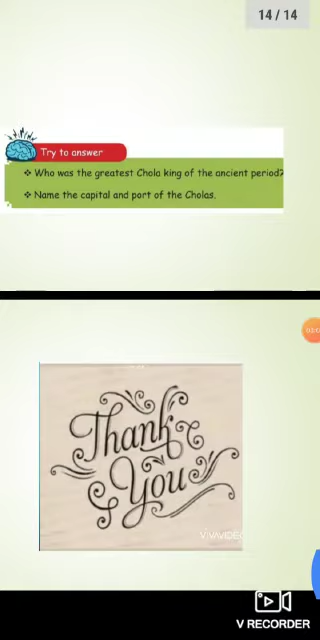 14 / 14
Try to answer
❖ Who was the greatest Chola king of the ancient period?
❖ Name the capital and port of the Cholas.
Thank
You
VIVAVIDEO
V RECORDER